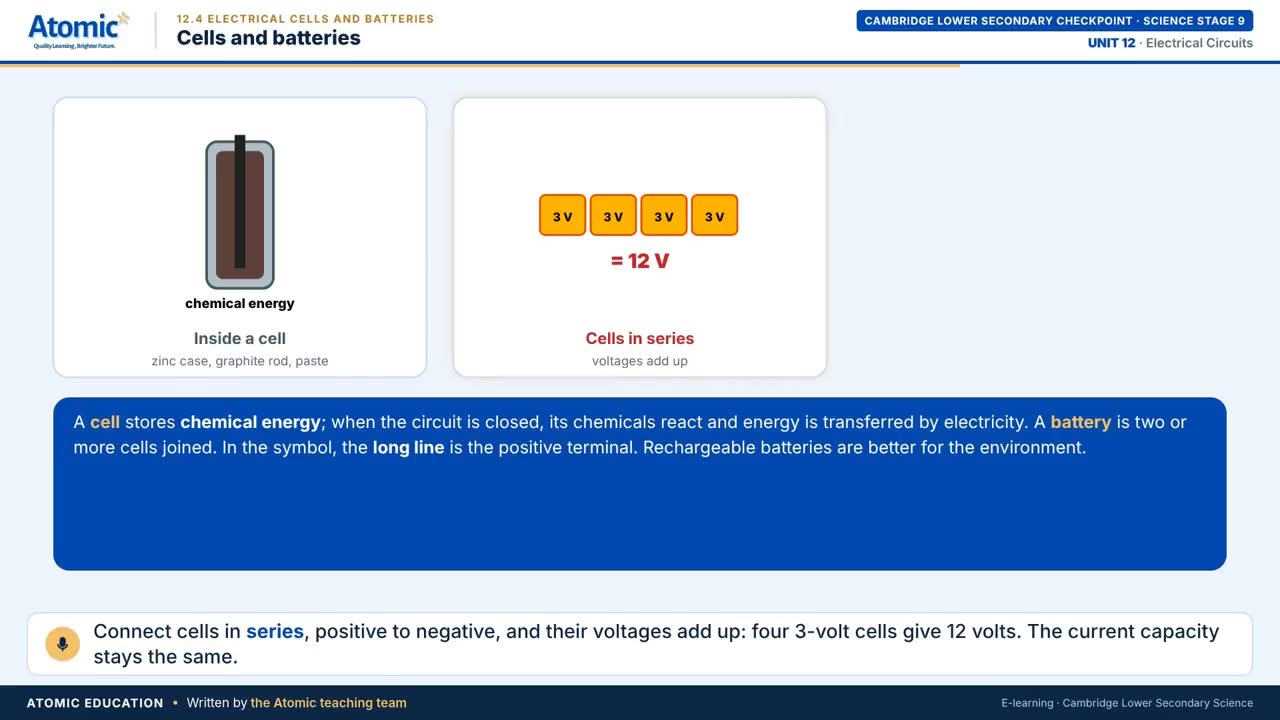 Atomic
Quality Learning, Brighter Future.
12.4 ELECTRICAL CELLS AND BATTERIES
Cells and batteries
CAMBRIDGE LOWER SECONDARY CHECKPOINT · SCIENCE STAGE 9
UNIT 12 · Electrical Circuits
chemical energy
Inside a cell
zinc case, graphite rod, paste
3 V 3 V 3 V 3 V
= 12 V
Cells in series
voltages add up
A cell stores chemical energy; when the circuit is closed, its chemicals react and energy is transferred by electricity. A battery is two or
more cells joined. In the symbol, the long line is the positive terminal. Rechargeable batteries are better for the environment.
Connect cells in series, positive to negative, and their voltages add up: four 3-volt cells give 12 volts. The current capacity
stays the same.
ATOMIC EDUCATION • Written by the Atomic teaching team
E-learning · Cambridge Lower Secondary Science